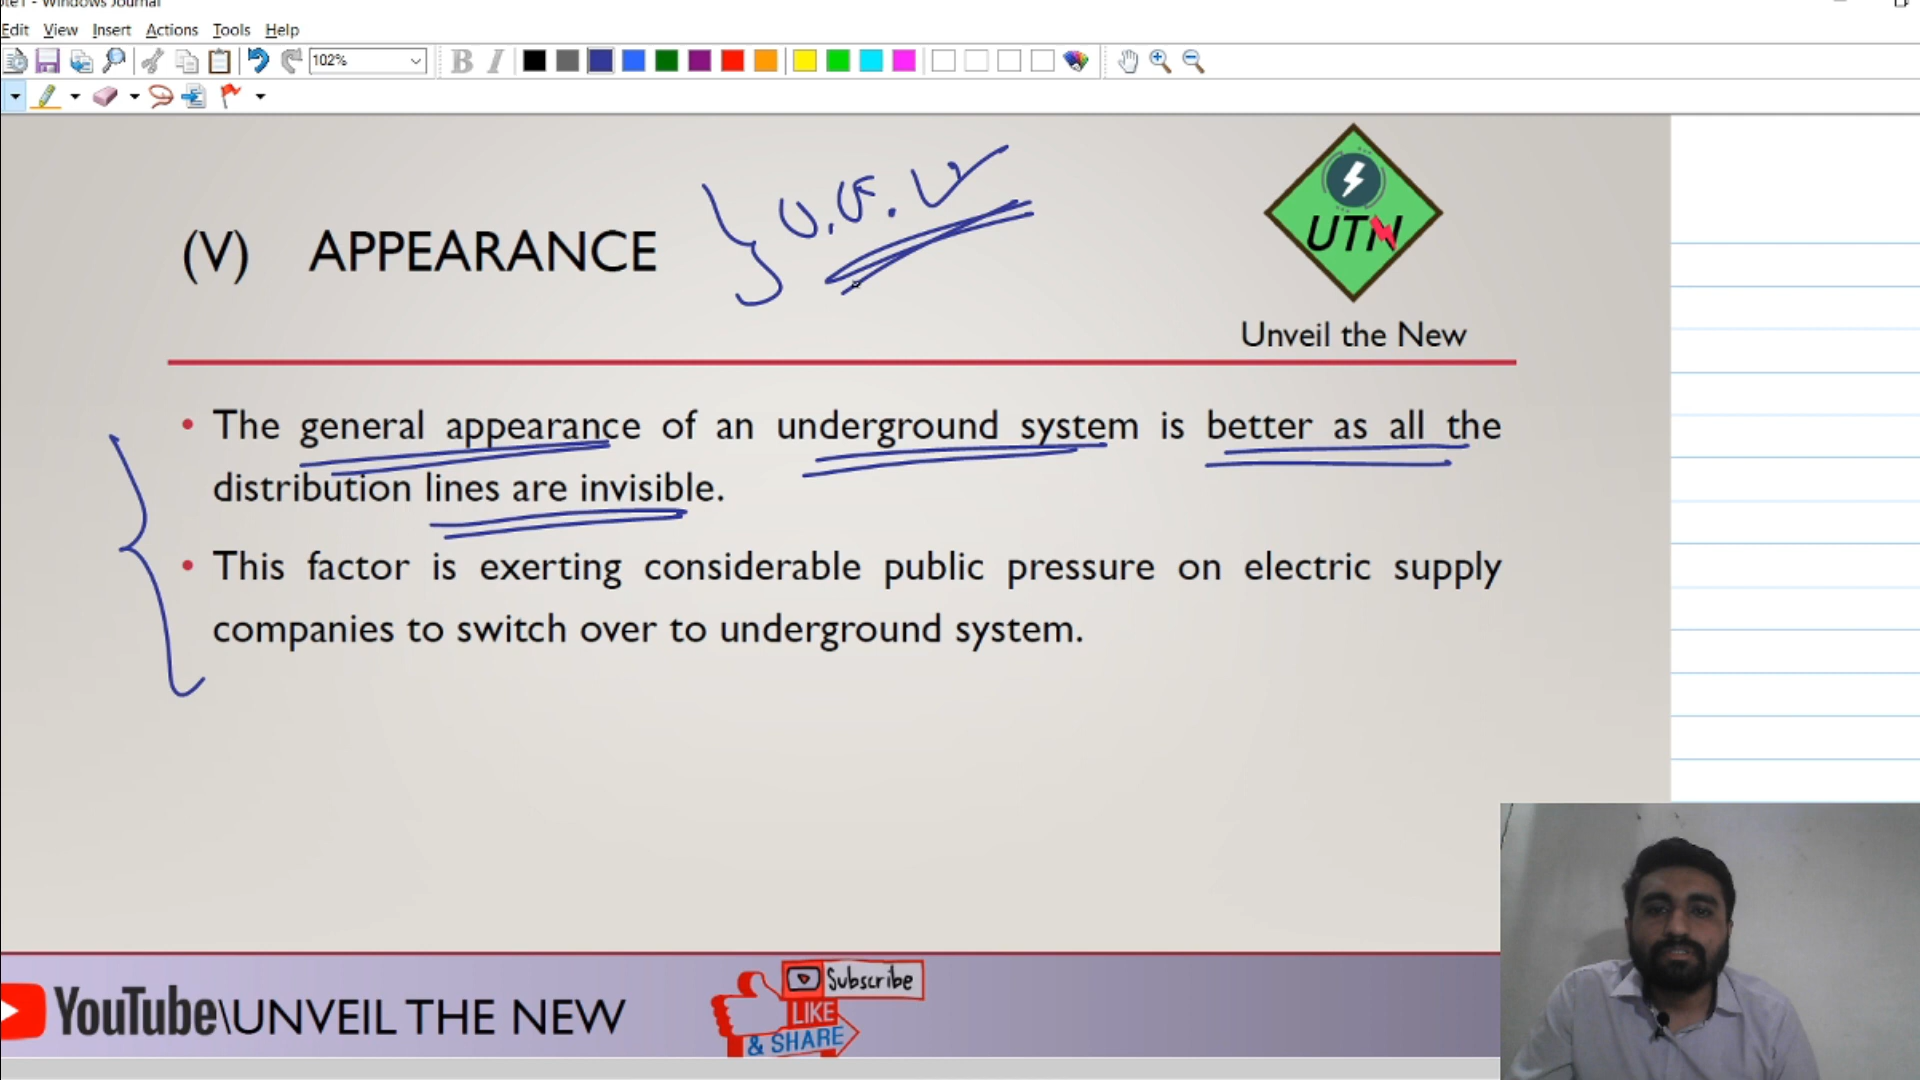 Windows Journal
Edit View Insert Actions Tools Help
102%
B I
(V) APPEARANCE
U.G.
UTN
Unveil the New
• The general appearance of an underground system is better as all the
distribution lines are invisible.
• This factor is exerting considerable public pressure on electric supply
companies to switch over to underground system.
YouTube\UNVEIL THE NEW
Subscribe
LIKE
& SHARE